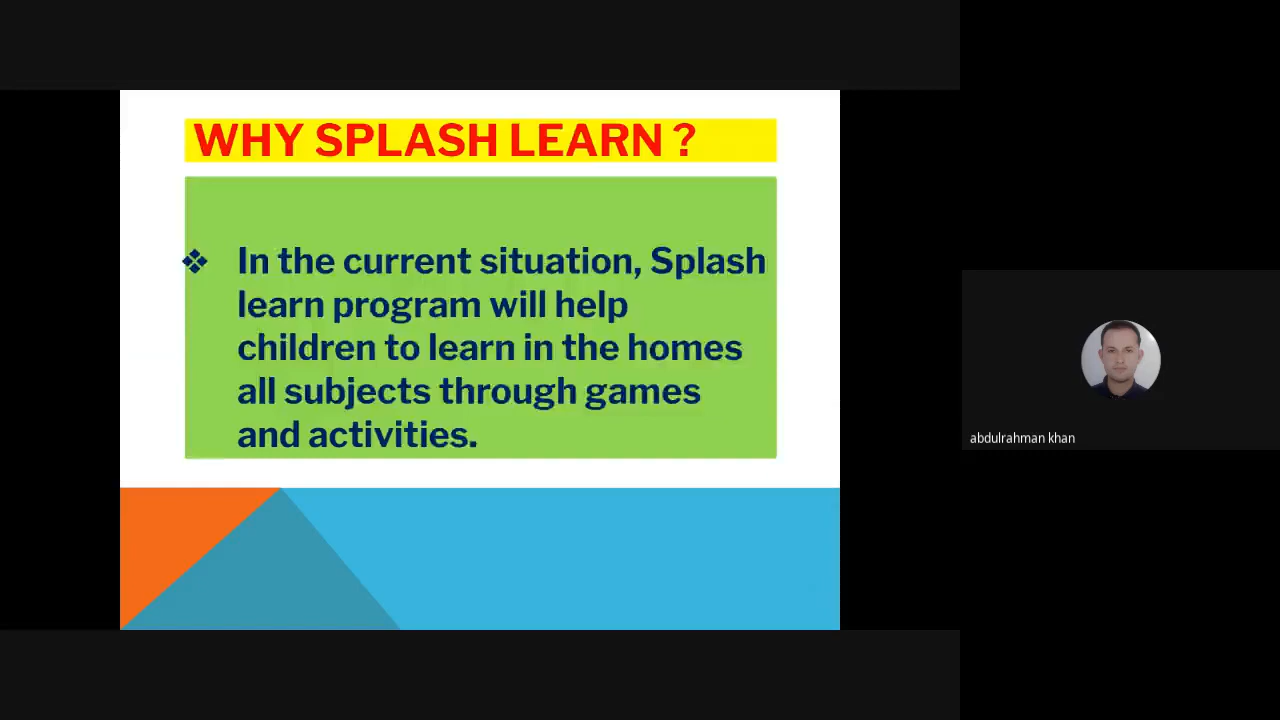 WHY SPLASH LEARN ?
❖ In the current situation, Splash
learn program will help
children to learn in the homes
all subjects through games
and activities.
abdulrahman khan